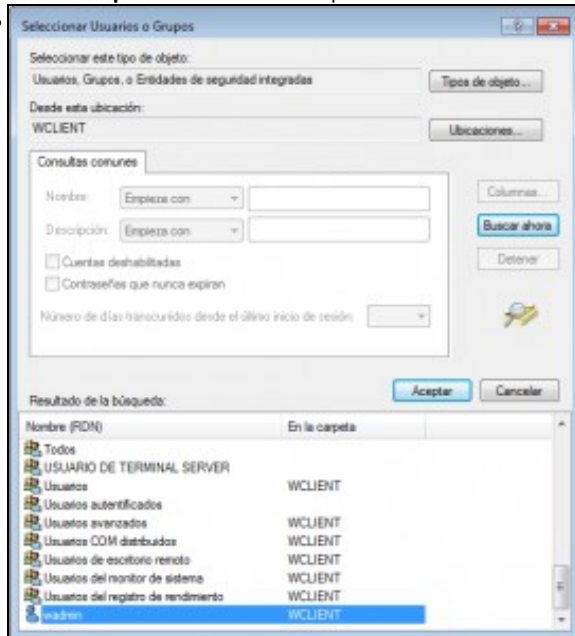 Seleccionar Usuarios o Grupos
Seleccionar este tipo de objeto:
Usuarios, Grupos, o Entidades de seguridad integradas
Tipos de objeto...
Desde esta ubicación:
WCLIENT
Ubicaciones...
Consultas comunes
Nombre: Empieza con
Columnas...
Descripción: Empieza con
Buscar ahora
Cuentas deshabilitadas
Detener
Contraseñas que nunca expiran
Número de días transcurridos desde el último inicio de sesión:
Aceptar Cancelar
Resultado de la búsqueda:
Nombre (RDN) En la carpeta
Todos
USUARIO DE TERMINAL SERVER
Usuarios WCLIENT
Usuarios autentificados
Usuarios avanzados WCLIENT
Usuarios COM distribuidos WCLIENT
Usuarios de escritorio remoto WCLIENT
Usuarios del monitor de sistema WCLIENT
Usuarios del registro de rendimiento WCLIENT
wadmin WCLIENT